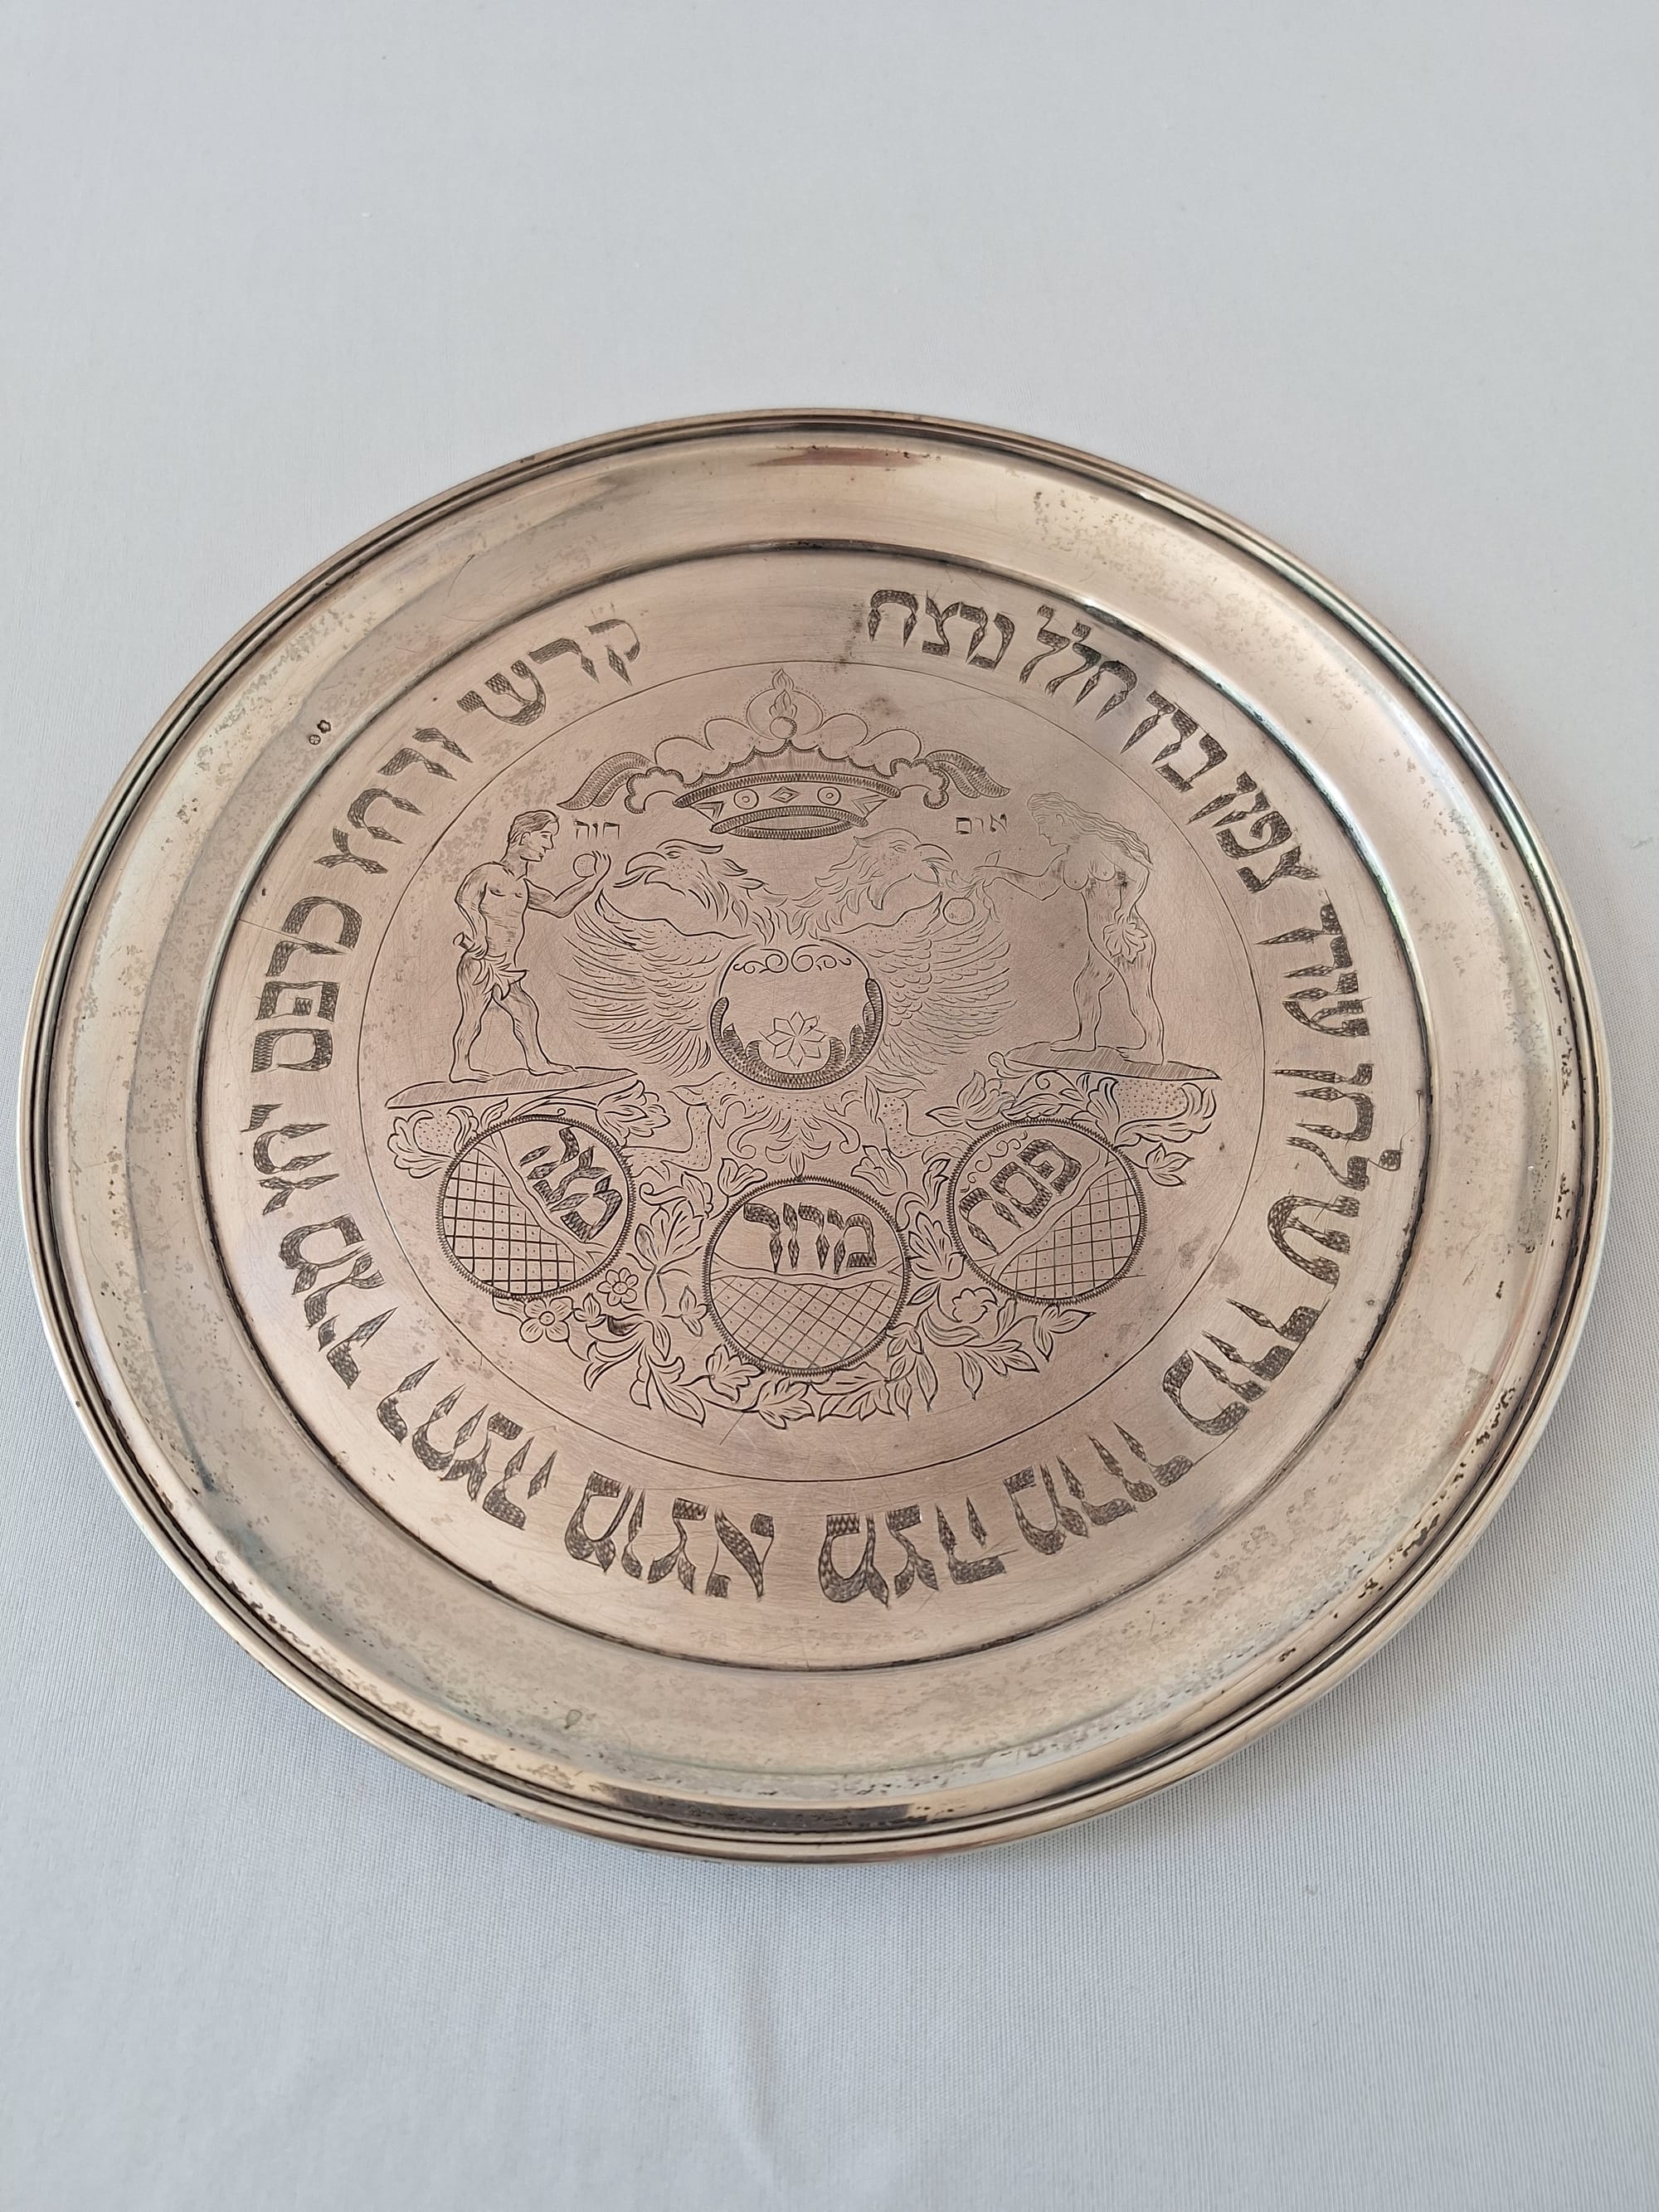 קדש ורחץ כרפס יחץ מגיד רחצה מוציא מצה מרור כורך שלחן ערך צפון ברך הלל נרצה
אדם
חוה
פסח
מרור
מצה